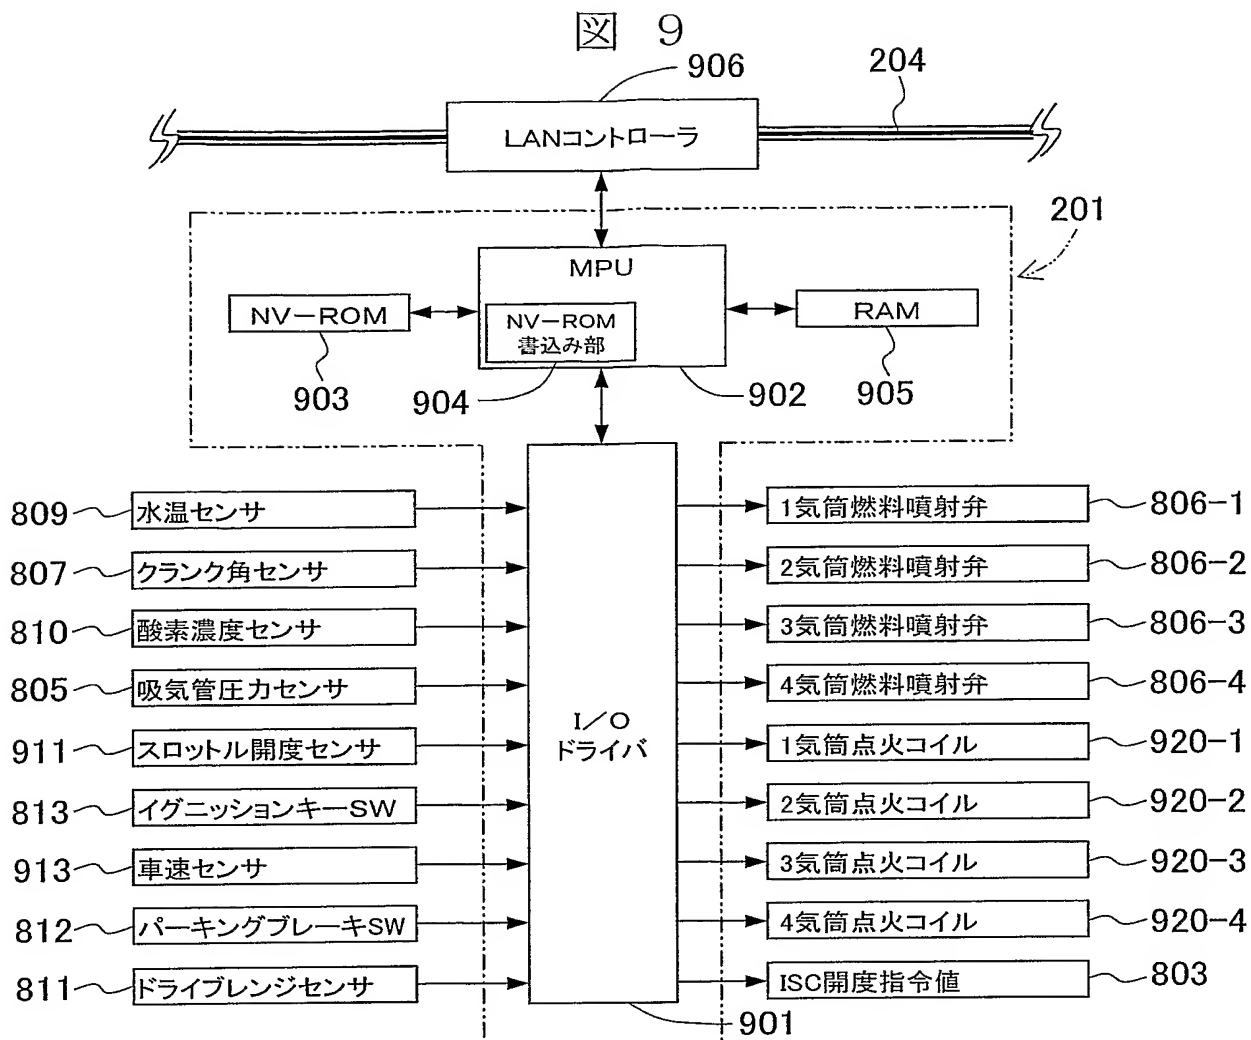 図 9
906
204
LANコントローラ
201
MPU
NV-ROM
NV-ROM
書込み部
RAM
903
904
902
905
809
水温センサ
1気筒燃料噴射弁
806-1
807
クランク角センサ
2気筒燃料噴射弁
806-2
810
酸素濃度センサ
3気筒燃料噴射弁
806-3
805
吸気管圧力センサ
4気筒燃料噴射弁
806-4
I/O
ドライバ
911
スロットル開度センサ
1気筒点火コイル
920-1
813
イグニッションキーSW
2気筒点火コイル
920-2
913
車速センサ
3気筒点火コイル
920-3
812
パーキングブレーキSW
4気筒点火コイル
920-4
811
ドライブレンジセンサ
ISC開度指令値
803
901